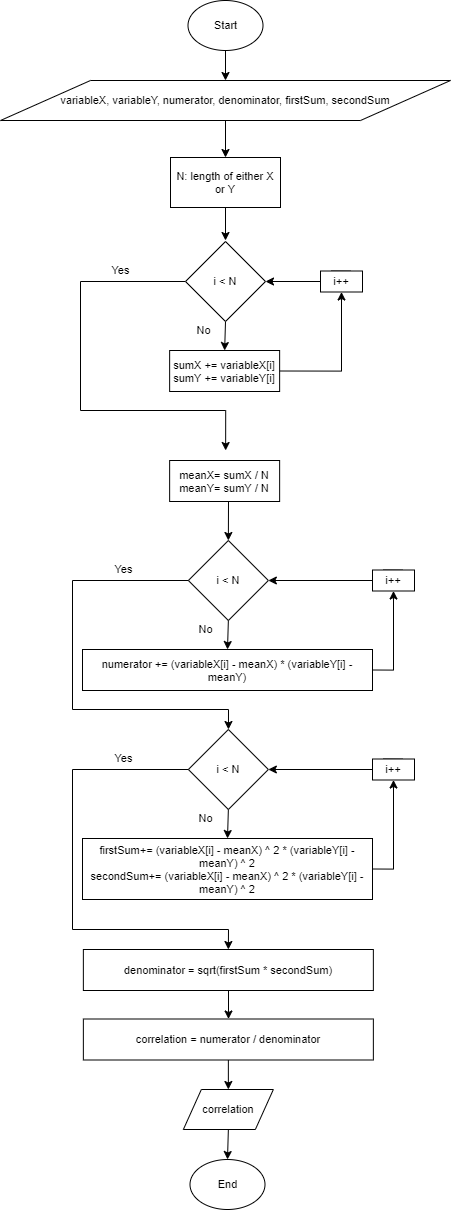 Start
variableX, variableY, numerator, denominator, firstSum, secondSum
N: length of either X
or Y
Yes
i < N
i++
No
sumX += variableX[i]
sumY += variableY[i]
meanX= sumX / N
meanY= sumY / N
Yes
i < N
i++
No
numerator += (variableX[i] - meanX) * (variableY[i] -
meanY)
Yes
i < N
i++
No
firstSum+= (variableX[i] - meanX) ^ 2 * (variableY[i] -
meanY) ^ 2
secondSum+= (variableX[i] - meanX) ^ 2 * (variableY[i] -
meanY) ^ 2
denominator = sqrt(firstSum * secondSum)
correlation = numerator / denominator
correlation
End